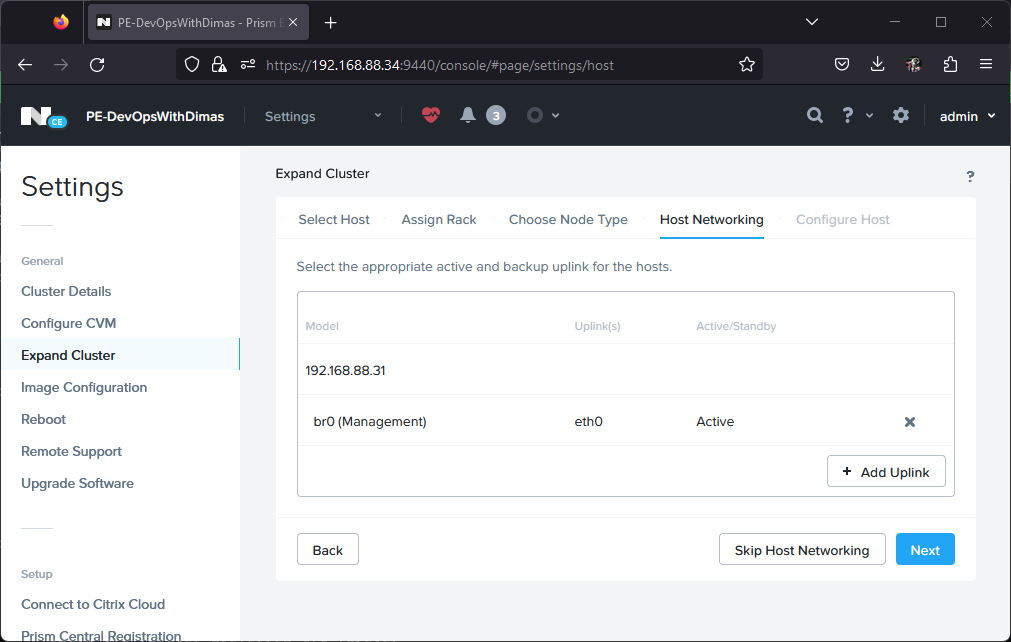 PE-DevOpsWithDimas - Prism
https://192.168.88.34:9440/console/#page/settings/host
N CE PE-DevOpsWithDimas Settings 3 ? admin
Settings
General
Cluster Details
Configure CVM
Expand Cluster
Image Configuration
Reboot
Remote Support
Upgrade Software
Setup
Connect to Citrix Cloud
Prism Central Registration
Expand Cluster ?
Select Host Assign Rack Choose Node Type Host Networking Configure Host
Select the appropriate active and backup uplink for the hosts.
Model Uplink(s) Active/Standby
192.168.88.31
br0 (Management) eth0 Active
+ Add Uplink
Back Skip Host Networking Next